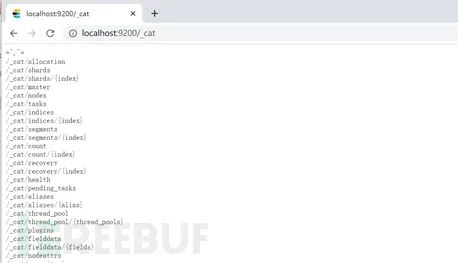 localhost:9200/_cat
localhost:9200/_cat
=^.^=
/_cat/allocation
/_cat/shards
/_cat/shards/{index}
/_cat/master
/_cat/nodes
/_cat/tasks
/_cat/indices
/_cat/indices/{index}
/_cat/segments
/_cat/segments/{index}
/_cat/count
/_cat/count/{index}
/_cat/recovery
/_cat/recovery/{index}
/_cat/health
/_cat/pending_tasks
/_cat/aliases
/_cat/aliases/{alias}
/_cat/thread_pool
/_cat/thread_pool/{thread_pools}
/_cat/plugins
/_cat/fielddata
/_cat/fielddata/{fields}
/_cat/nodeattrs
REEBUF